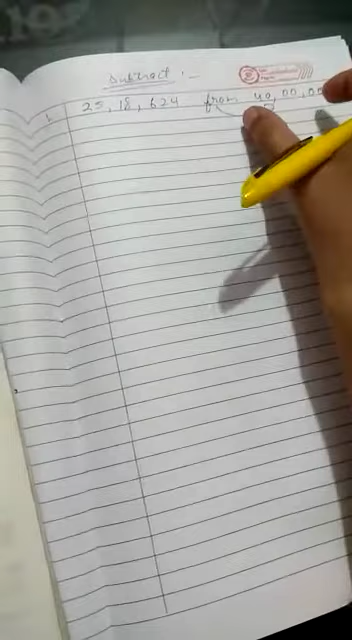 Subtract :-
1. 25, 18, 624 from 40,00,00